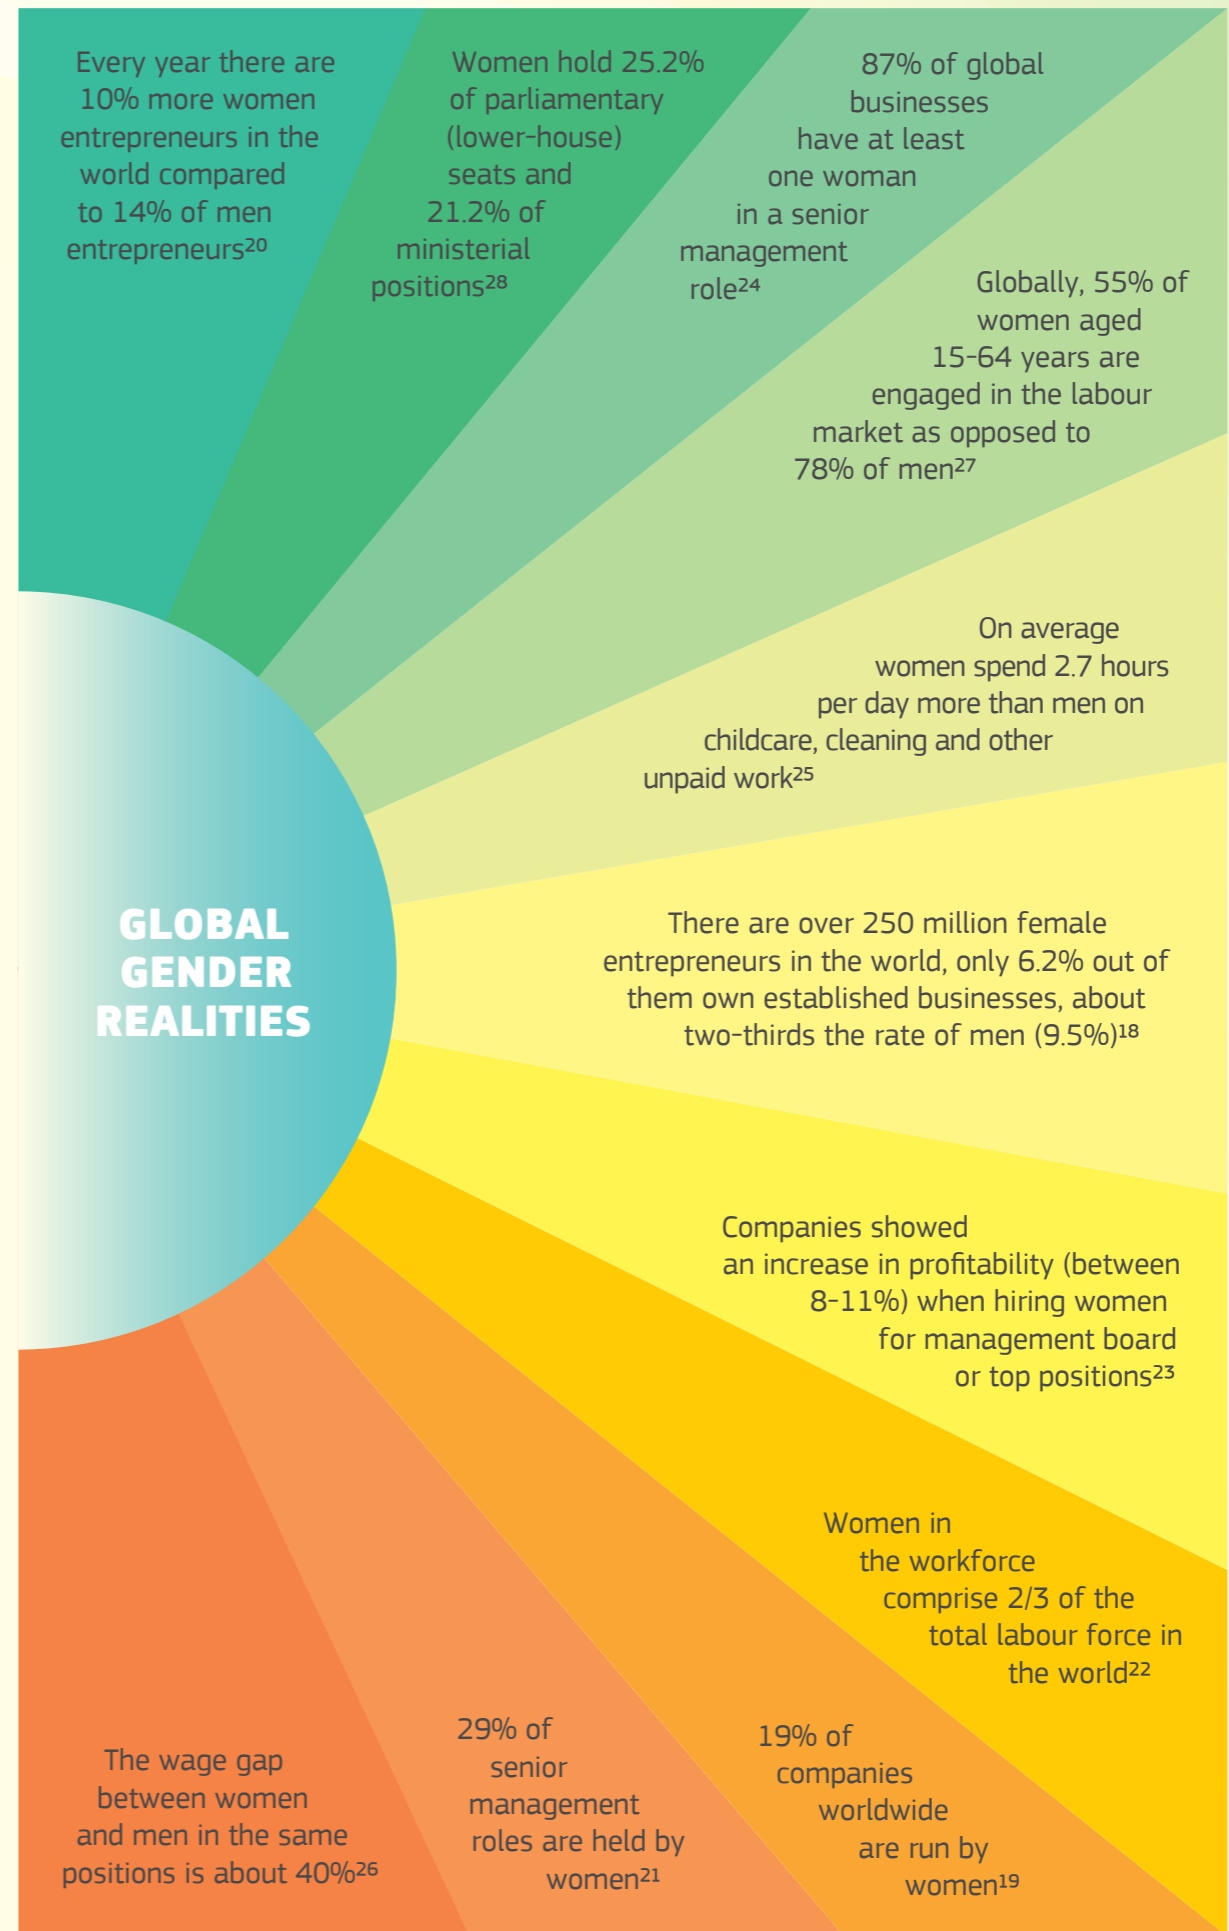 Every year there are
10% more women
entrepreneurs in the
world compared
to 14% of men
entrepreneurs²⁰
Women hold 25.2%
of parliamentary
(lower-house)
seats and
21.2% of
ministerial
positions²⁸
87% of global
businesses
have at least
one woman
in a senior
management
role²⁴
Globally, 55% of
women aged
15-64 years are
engaged in the labour
market as opposed to
78% of men²⁷
On average
women spend 2.7 hours
per day more than men on
childcare, cleaning and other
unpaid work²⁵
GLOBAL
GENDER
REALITIES
There are over 250 million female
entrepreneurs in the world, only 6.2% out of
them own established businesses, about
two-thirds the rate of men (9.5%)¹⁸
Companies showed
an increase in profitability (between
8-11%) when hiring women
for management board
or top positions²³
Women in
the workforce
comprise 2/3 of the
total labour force in
the world²²
19% of
companies
worldwide
are run by
women¹⁹
29% of
senior
management
roles are held by
women²¹
The wage gap
between women
and men in the same
positions is about 40%²⁶